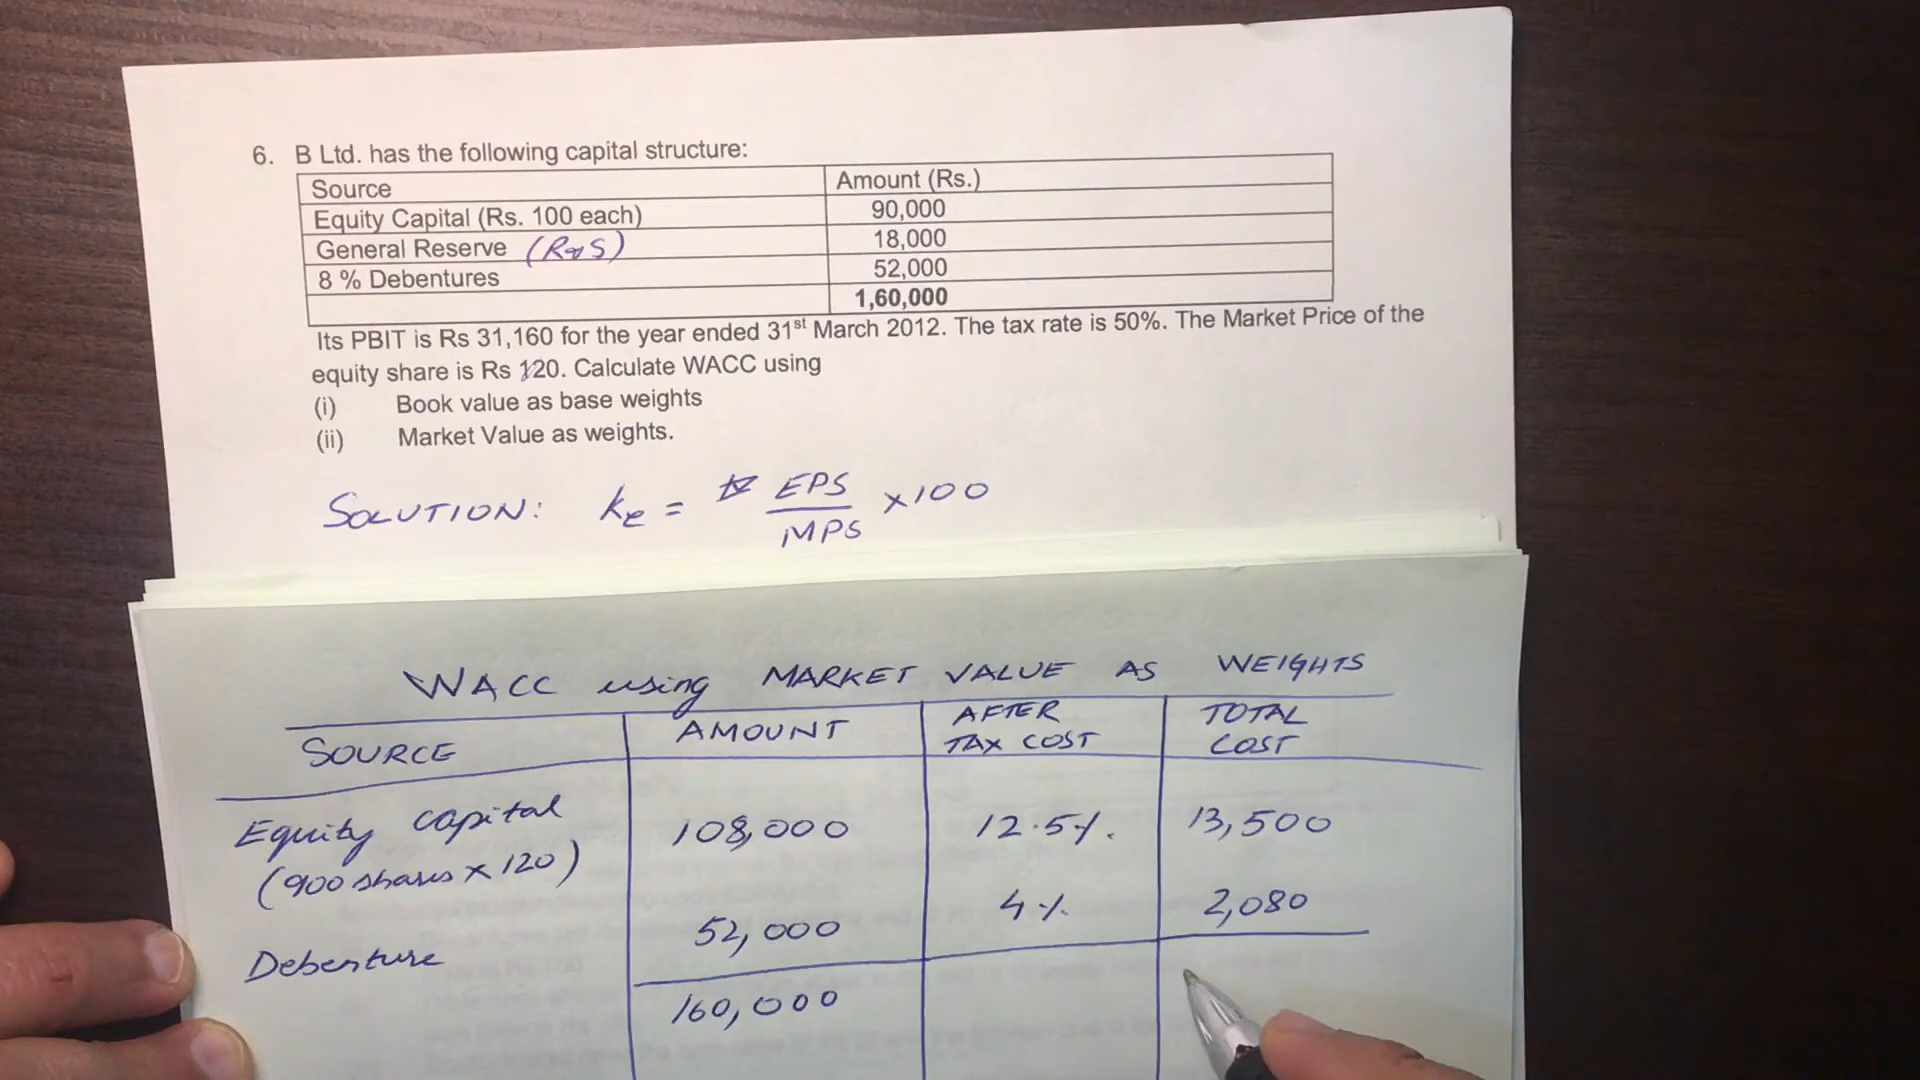 6. B Ltd. has the following capital structure:
Source Amount (Rs.)
Equity Capital (Rs. 100 each) 90,000
General Reserve (R&S) 18,000
8 % Debentures 52,000
1,60,000
Its PBIT is Rs 31,160 for the year ended 31st March 2012. The tax rate is 50%. The Market Price of the
equity share is Rs 120. Calculate WACC using
(i) Book value as base weights
(ii) Market Value as weights.
SOLUTION: ke = EPS × 100
MPS
WACC using MARKET VALUE AS WEIGHTS
SOURCE AMOUNT AFTER TAX COST TOTAL COST
Equity capital 108,000 12.5% 13,500
(900 shares × 120)
Debenture 52,000 4% 2,080
160,000